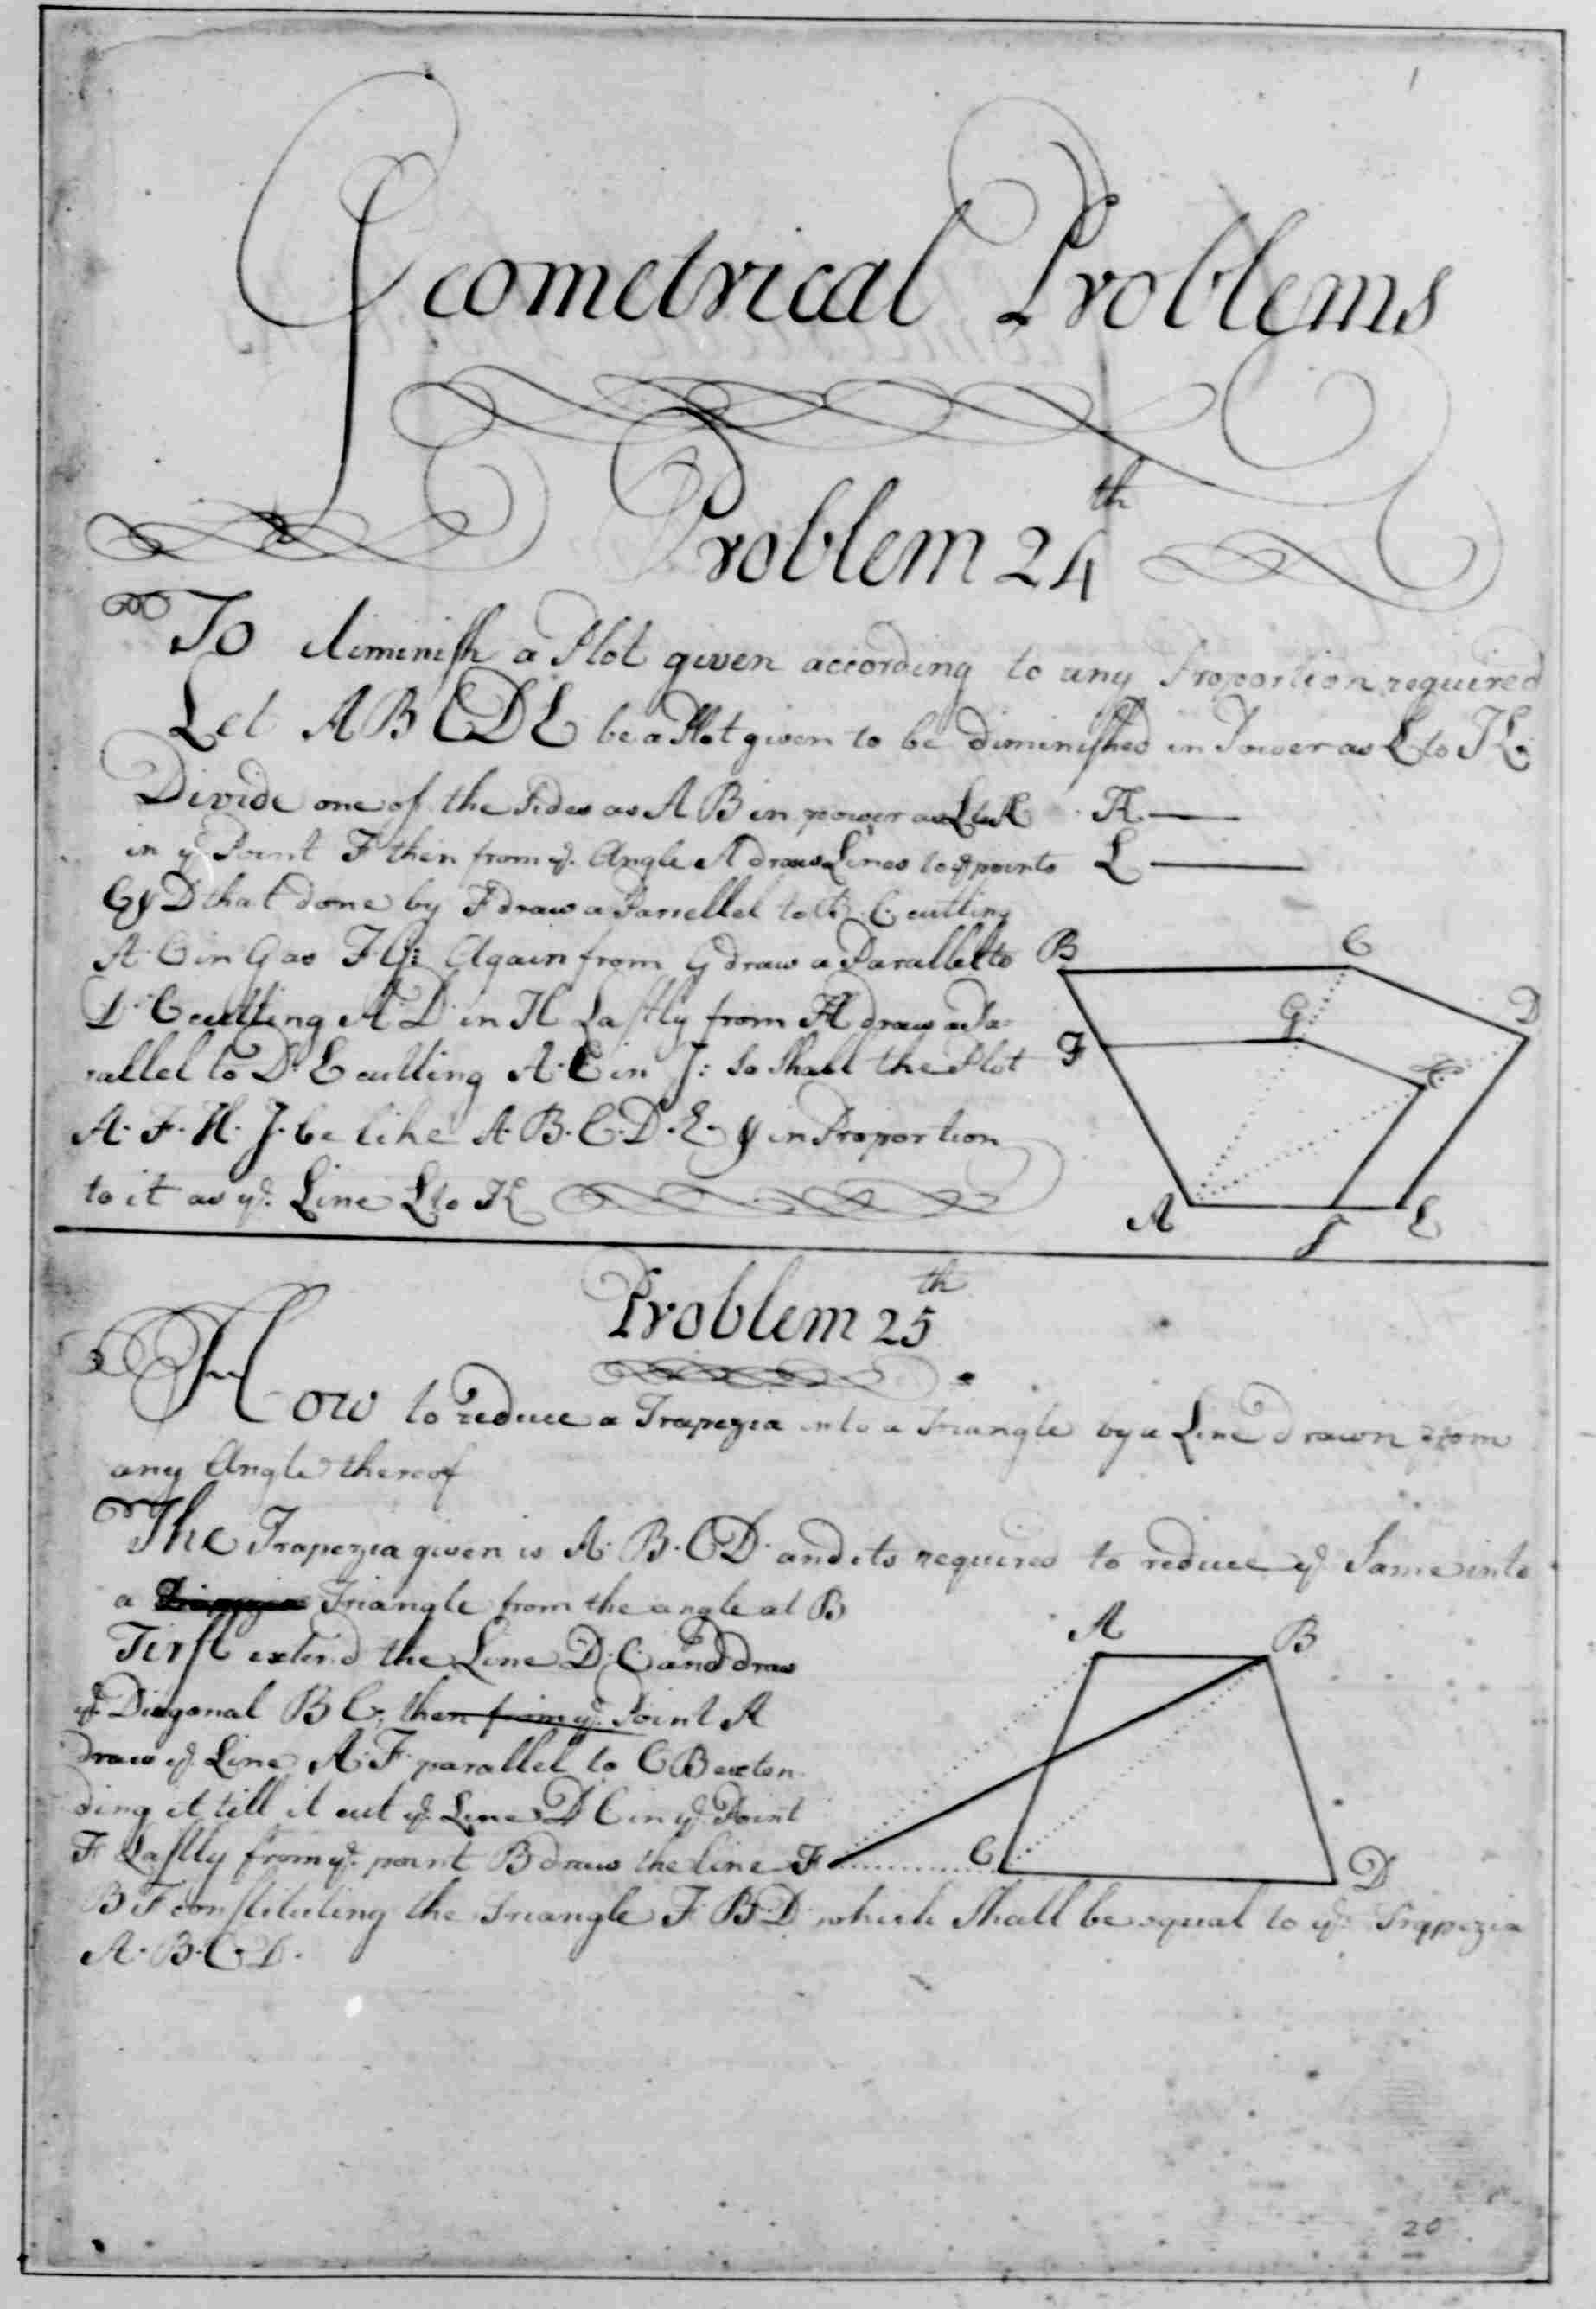 Geometrical Problems
Problem 24th
To diminish a Plot given according to any Proportion required
Let A B C D E be a Plot given to be diminished in Power as L to K
Divide one of the Sides as A B in power as L to K
K
in ye Point F then from ye Angle A draw Lines to ye points
L
C & D that done by F draw a Parrellel to B. C. cutting
A C in G as F. G: Again from G draw a Parallel to
D. C cutting A D in H Lastly from H draw a Pa=
rallel to D. E cutting A. E in J: So Shall the Plot
A. F. H. J. be like A. B. C. D. E. & in Proportion
to it as ye Line L to K
B C D
F G H
A J E
Problem 25th
How to reduce a Trapezia into a Triangle by a Line drawn from
any Angle thereof
The Trapezia given is A. B. C D. and its required to reduce ye Same into
a Triangle from the angle at B
First extend the Line D. C. and draw
ye Diagonal B C, then from ye Point A
draw ye Line A. F parallel to C B exten
ding it till it cut ye Line D C in ye Point
F Lastly from ye point B draw the line
B F constituting the Triangle F. B. D which Shall be equal to ye Trapezia
A. B. C. D.
A B
F C D
20